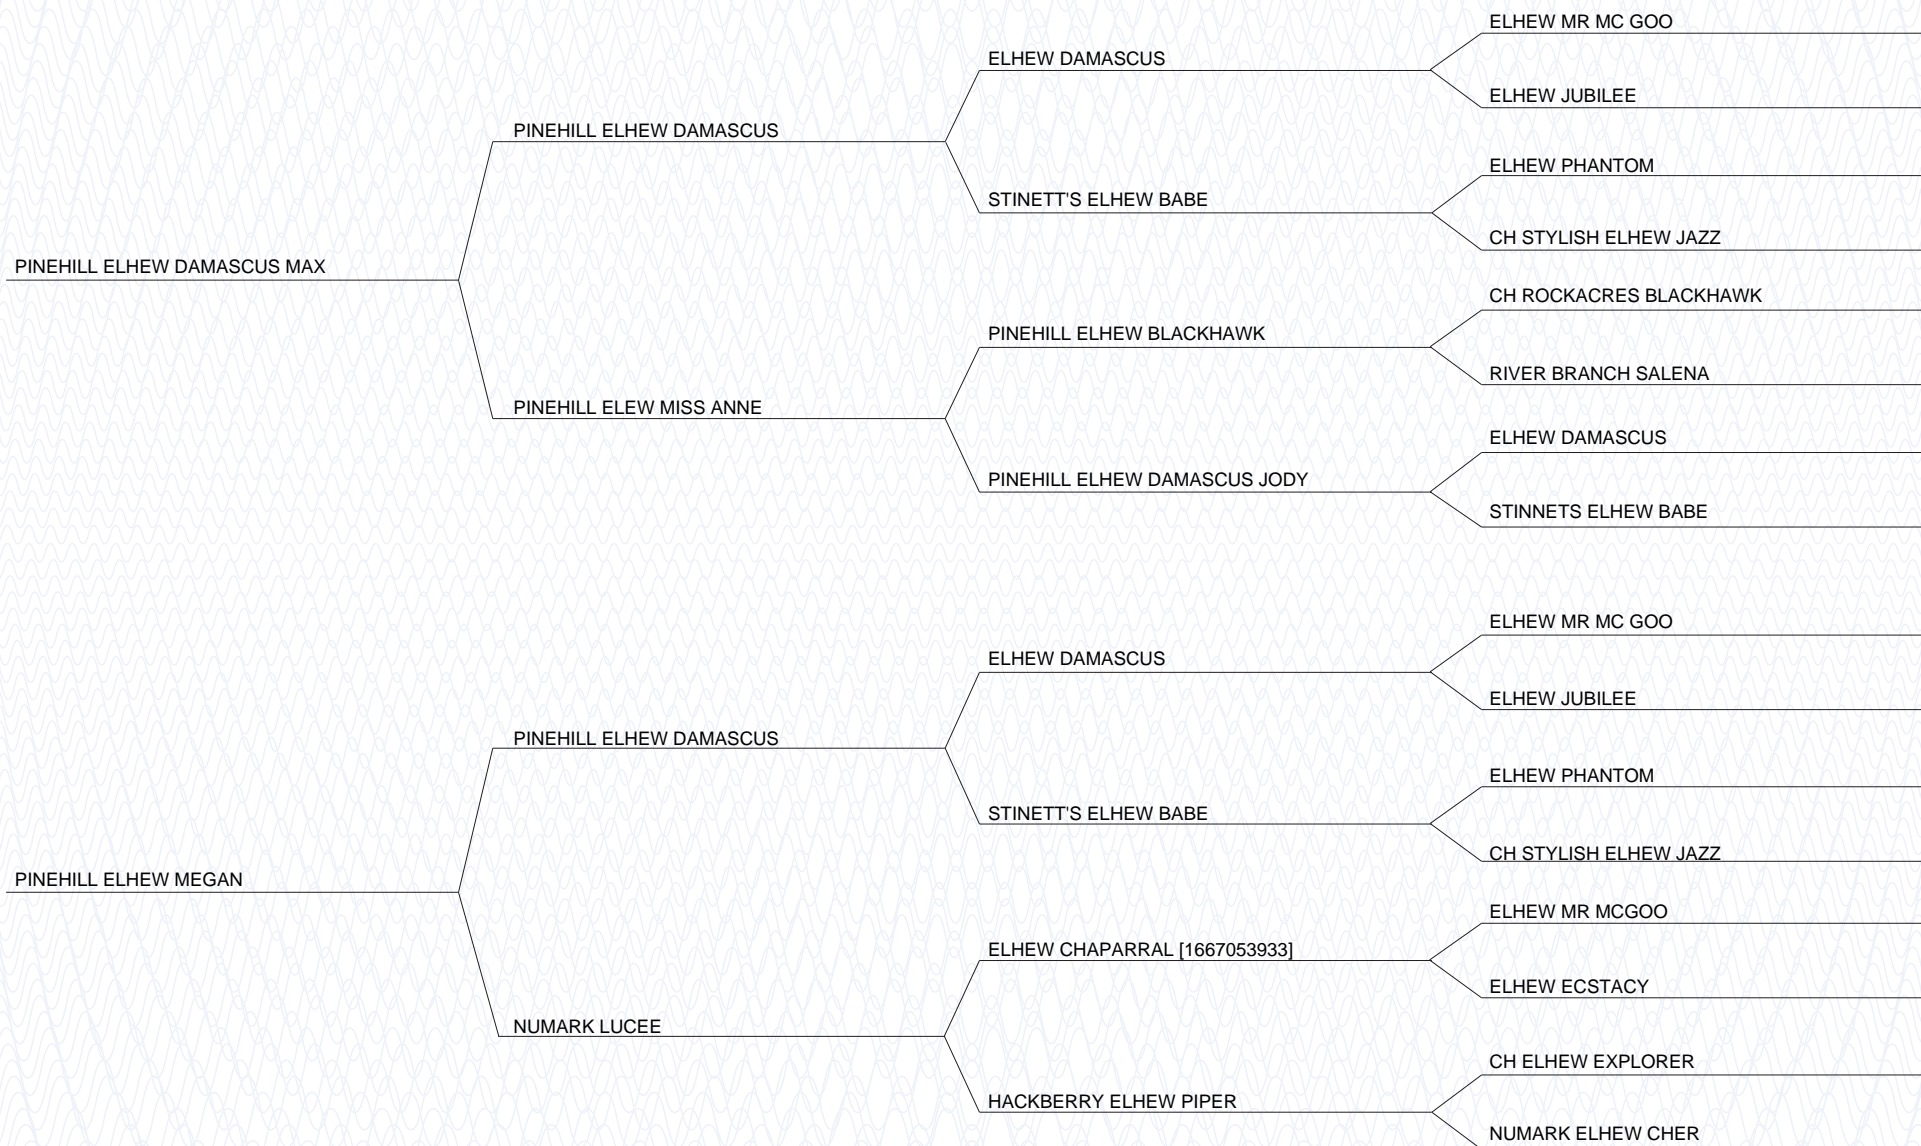 ELHEW MR MC GOO
ELHEW DAMASCUS
ELHEW JUBILEE
PINEHILL ELHEW DAMASCUS
ELHEW PHANTOM
STINETT'S ELHEW BABE
CH STYLISH ELHEW JAZZ
PINEHILL ELHEW DAMASCUS MAX
CH ROCKACRES BLACKHAWK
PINEHILL ELHEW BLACKHAWK
RIVER BRANCH SALENA
PINEHILL ELEW MISS ANNE
ELHEW DAMASCUS
PINEHILL ELHEW DAMASCUS JODY
STINNETS ELHEW BABE
ELHEW MR MC GOO
ELHEW DAMASCUS
ELHEW JUBILEE
PINEHILL ELHEW DAMASCUS
ELHEW PHANTOM
STINETT'S ELHEW BABE
CH STYLISH ELHEW JAZZ
PINEHILL ELHEW MEGAN
ELHEW MR MCGOO
ELHEW CHAPARRAL [1667053933]
ELHEW ECSTACY
NUMARK LUCEE
CH ELHEW EXPLORER
HACKBERRY ELHEW PIPER
NUMARK ELHEW CHER